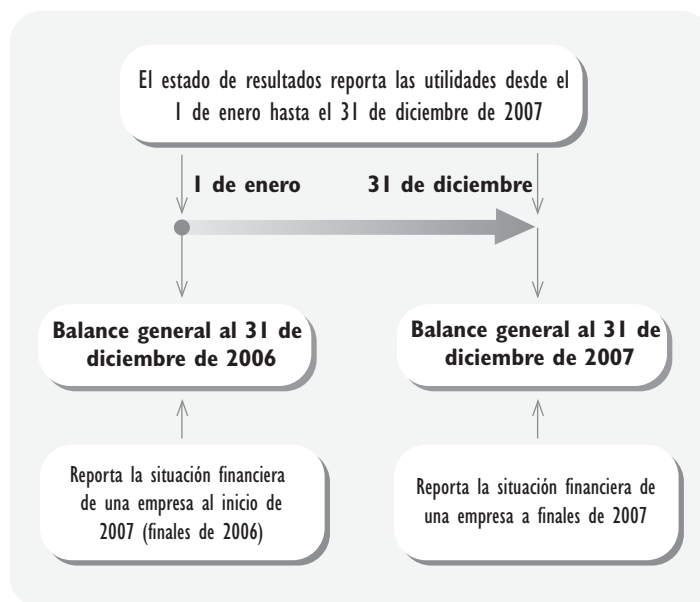 El estado de resultados reporta las utilidades desde el
1 de enero hasta el 31 de diciembre de 2007
1 de enero
31 de diciembre
Balance general al 31 de
diciembre de 2006
Balance general al 31 de
diciembre de 2007
Reporta la situación financiera
de una empresa al inicio de
2007 (finales de 2006)
Reporta la situación financiera de
una empresa a finales de 2007